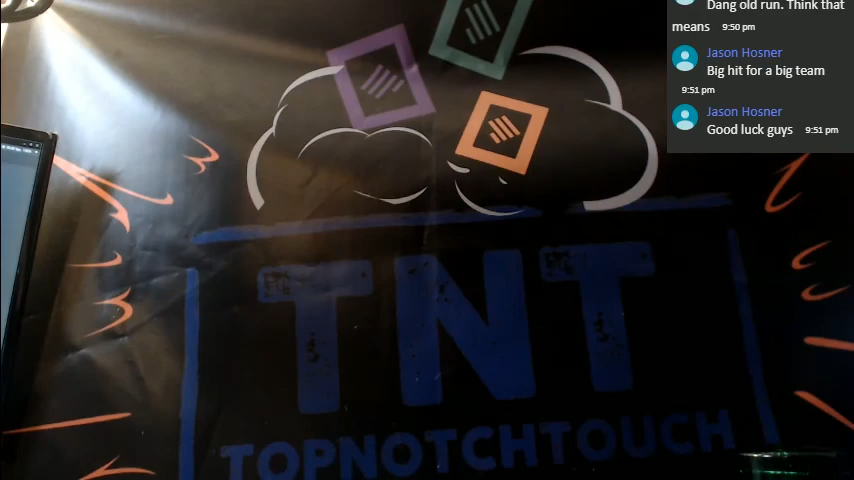 Dang old run. Think that
means 9:50 pm
Jason Hosner
Big hit for a big team
9:51 pm
Jason Hosner
Good luck guys 9:51 pm
TNT
TOPNOTCHTOUCH